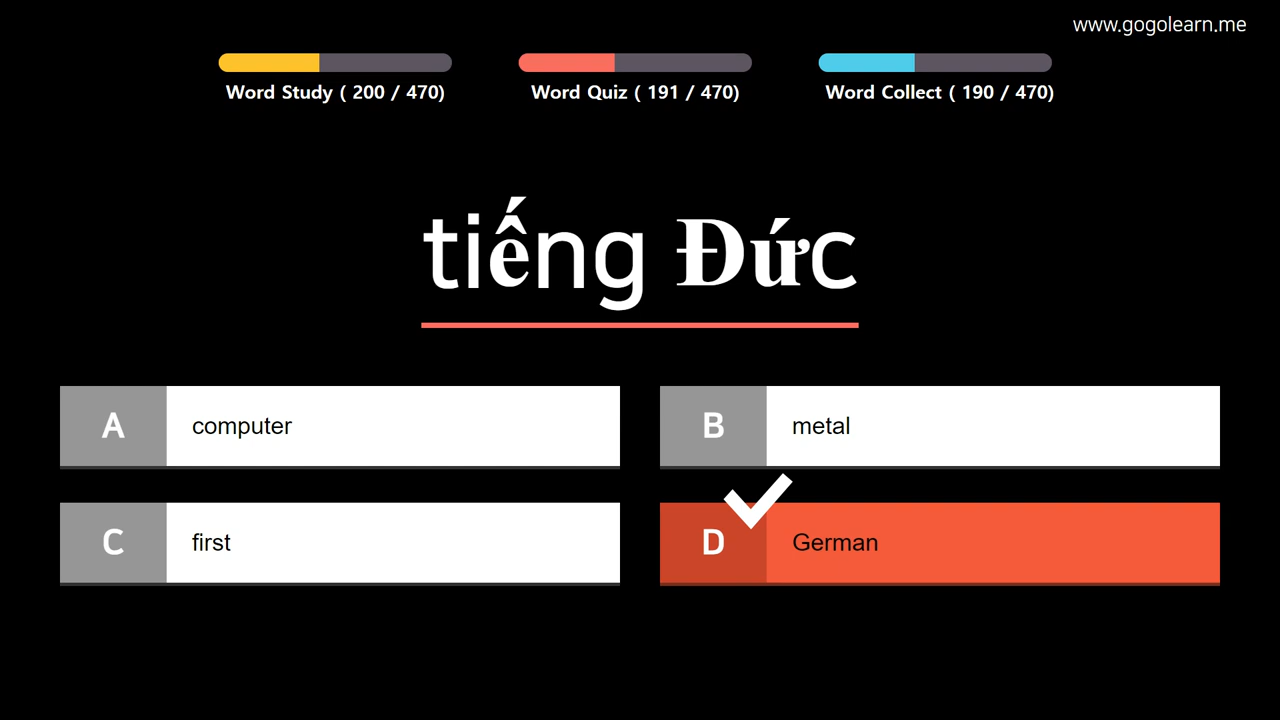 www.gogolearn.me
Word Study ( 200 / 470)
Word Quiz ( 191 / 470)
Word Collect ( 190 / 470)
tiếng Đức
A computer
B metal
C first
D German